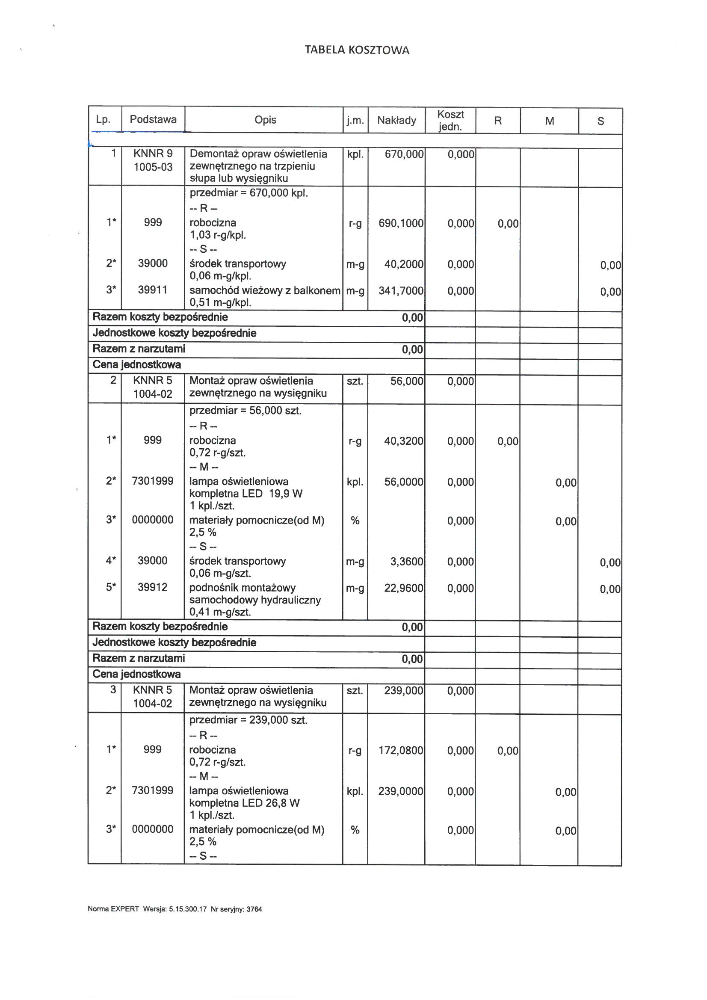 TABELA KOSZTOWA
Lp. Podstawa Opis j.m. Nakłady Koszt jedn. R M S
1 KNNR 9 Demontaż opraw oświetlenia kpl. 670,000 0,000
1005-03 zewnętrznego na trzpieniu
słupa lub wysięgniku
przedmiar = 670,000 kpl.
-- R --
1* 999 robocizna r-g 690,1000 0,000 0,00
1,03 r-g/kpl.
-- S --
2* 39000 środek transportowy m-g 40,2000 0,000 0,00
0,06 m-g/kpl.
3* 39911 samochód wieżowy z balkonem m-g 341,7000 0,000 0,00
0,51 m-g/kpl.
Razem koszty bezpośrednie 0,00
Jednostkowe koszty bezpośrednie
Razem z narzutami 0,00
Cena jednostkowa
2 KNNR 5 Montaż opraw oświetlenia szt. 56,000 0,000
1004-02 zewnętrznego na wysięgniku
przedmiar = 56,000 szt.
-- R --
1* 999 robocizna r-g 40,3200 0,000 0,00
0,72 r-g/szt.
-- M --
2* 7301999 lampa oświetleniowa kpl. 56,0000 0,000 0,00
kompletna LED 19,9 W
1 kpl./szt.
3* 0000000 materiały pomocnicze(od M) % 0,000 0,00
2,5 %
-- S --
4* 39000 środek transportowy m-g 3,3600 0,000 0,00
0,06 m-g/szt.
5* 39912 podnośnik montażowy m-g 22,9600 0,000 0,00
samochodowy hydrauliczny
0,41 m-g/szt.
Razem koszty bezpośrednie 0,00
Jednostkowe koszty bezpośrednie
Razem z narzutami 0,00
Cena jednostkowa
3 KNNR 5 Montaż opraw oświetlenia szt. 239,000 0,000
1004-02 zewnętrznego na wysięgniku
przedmiar = 239,000 szt.
-- R --
1* 999 robocizna r-g 172,0800 0,000 0,00
0,72 r-g/szt.
-- M --
2* 7301999 lampa oświetleniowa kpl. 239,0000 0,000 0,00
kompletna LED 26,8 W
1 kpl./szt.
3* 0000000 materiały pomocnicze(od M) % 0,000 0,00
2,5 %
-- S --
Norma EXPERT Wersja: 5.15.300.17 Nr seryjny: 3764